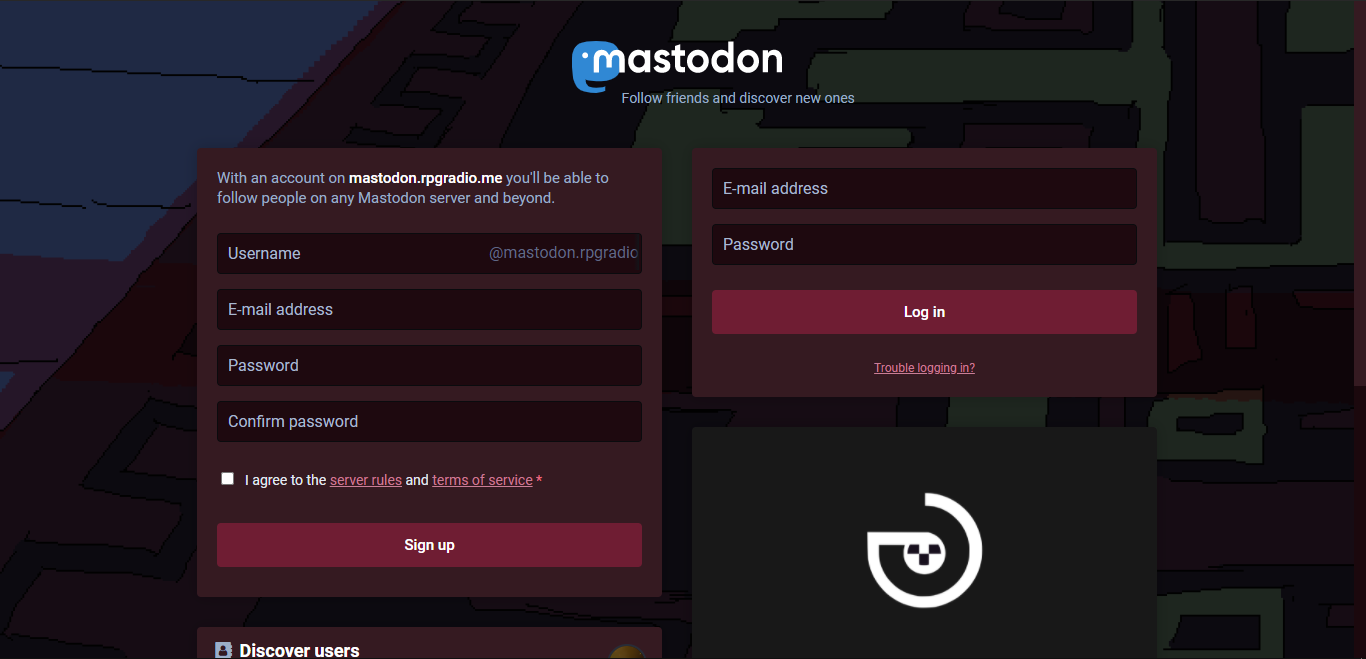 mastodon
Follow friends and discover new ones
With an account on mastodon.rpgradio.me you'll be able to
follow people on any Mastodon server and beyond.
Username @mastodon.rpgradio
E-mail address
Password
Confirm password
I agree to the server rules and terms of service *
Sign up
Discover users
E-mail address
Password
Log in
Trouble logging in?